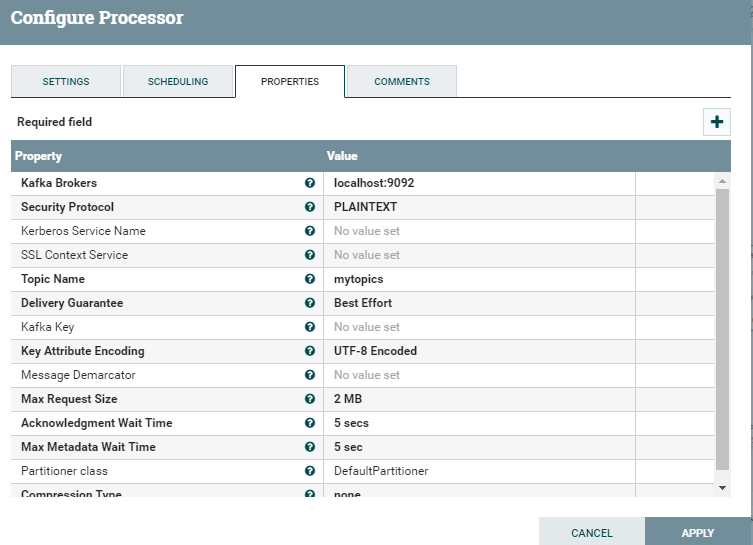 Configure Processor
SETTINGS SCHEDULING PROPERTIES COMMENTS
Required field
Property Value
Kafka Brokers localhost:9092
Security Protocol PLAINTEXT
Kerberos Service Name No value set
SSL Context Service No value set
Topic Name mytopics
Delivery Guarantee Best Effort
Kafka Key No value set
Key Attribute Encoding UTF-8 Encoded
Message Demarcator No value set
Max Request Size 2 MB
Acknowledgment Wait Time 5 secs
Max Metadata Wait Time 5 sec
Partitioner class DefaultPartitioner
Compression Type none
CANCEL APPLY